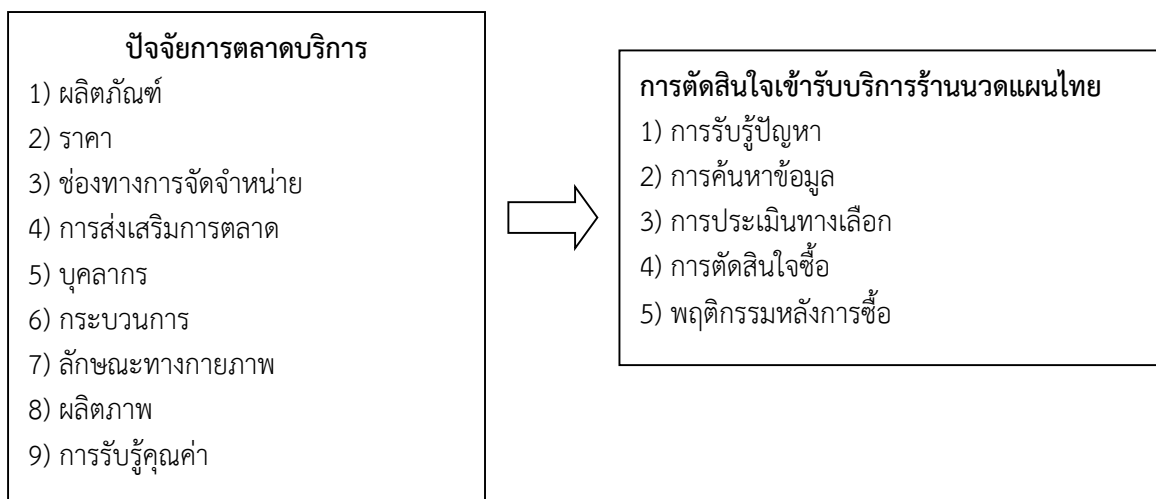 ปัจจัยการตลาดบริการ
1) ผลิตภัณฑ์
2) ราคา
3) ช่องทางการจัดจำหน่าย
4) การส่งเสริมการตลาด
5) บุคลากร
6) กระบวนการ
7) ลักษณะทางกายภาพ
8) ผลิตภาพ
9) การรับรู้คุณค่า
การตัดสินใจเข้ารับบริการร้านนวดแผนไทย
1) การรับรู้ปัญหา
2) การค้นหาข้อมูล
3) การประเมินทางเลือก
4) การตัดสินใจซื้อ
5) พฤติกรรมหลังการซื้อ